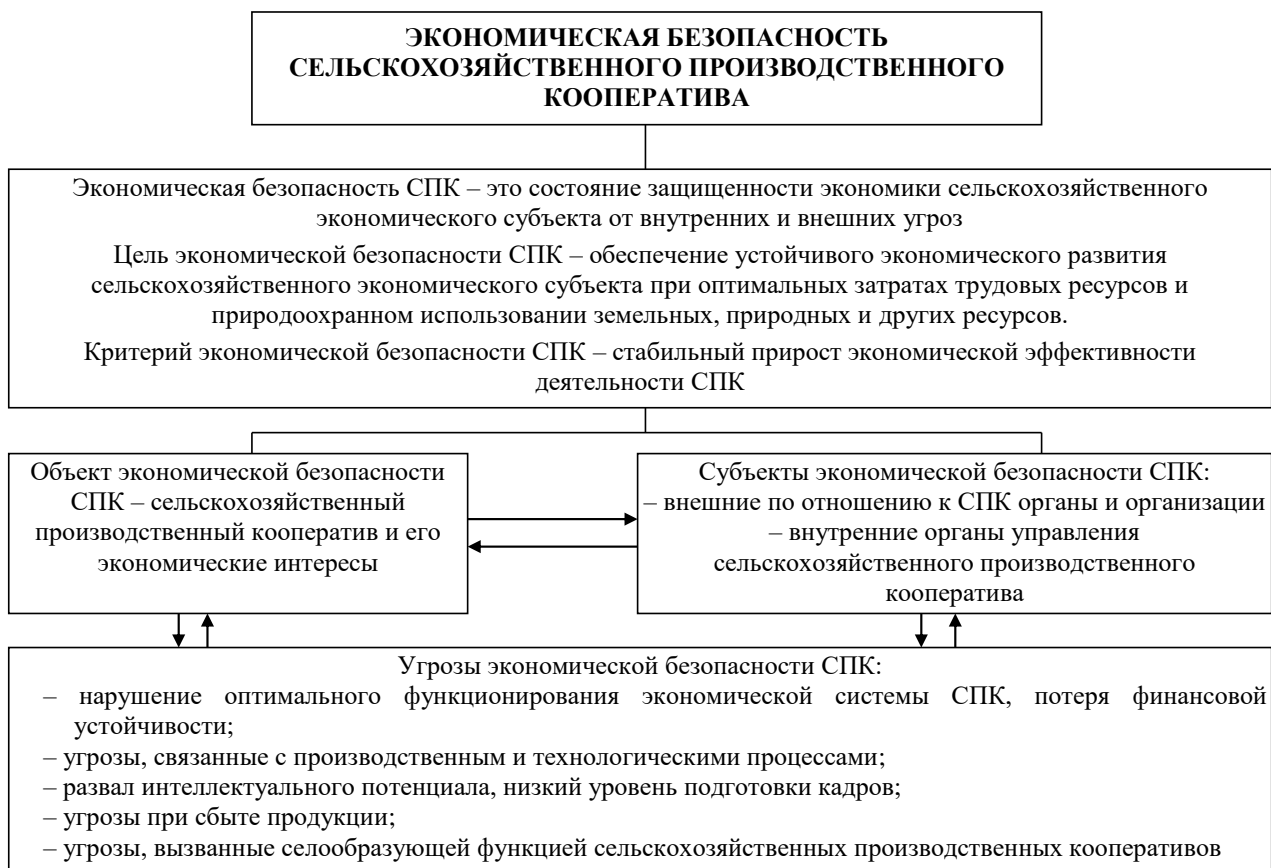 ЭКОНОМИЧЕСКАЯ БЕЗОПАСНОСТЬ
СЕЛЬСКОХОЗЯЙСТВЕННОГО ПРОИЗВОДСТВЕННОГО
КООПЕРАТИВА
Экономическая безопасность СПК – это состояние защищенности экономики сельскохозяйственного
экономического субъекта от внутренних и внешних угроз
Цель экономической безопасности СПК – обеспечение устойчивого экономического развития
сельскохозяйственного экономического субъекта при оптимальных затратах трудовых ресурсов и
природоохранном использовании земельных, природных и других ресурсов.
Критерий экономической безопасности СПК – стабильный прирост экономической эффективности
деятельности СПК
Объект экономической безопасности
СПК – сельскохозяйственный
производственный кооператив и его
экономические интересы
Субъекты экономической безопасности СПК:
– внешние по отношению к СПК органы и организации
– внутренние органы управления
сельскохозяйственного производственного
кооператива
Угрозы экономической безопасности СПК:
– нарушение оптимального функционирования экономической системы СПК, потеря финансовой
устойчивости;
– угрозы, связанные с производственным и технологическими процессами;
– развал интеллектуального потенциала, низкий уровень подготовки кадров;
– угрозы при сбыте продукции;
– угрозы, вызванные селообразующей функцией сельскохозяйственных производственных кооперативов